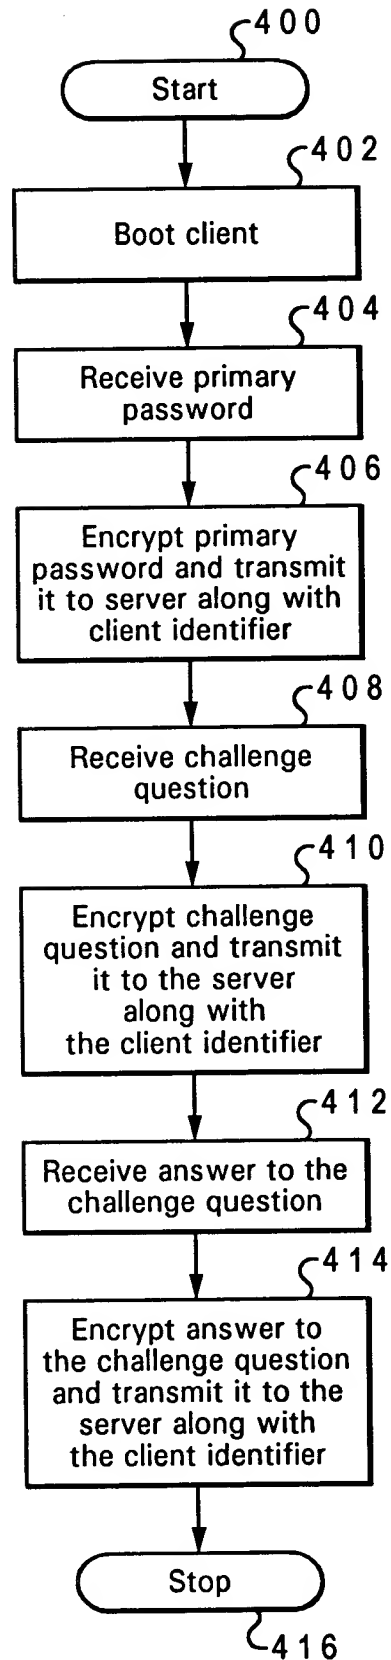 400
Start
402
Boot client
404
Receive primary
password
406
Encrypt primary
password and transmit
it to server along with
client identifier
408
Receive challenge
question
410
Encrypt challenge
question and transmit
it to the server
along with
the client identifier
412
Receive answer to the
challenge question
414
Encrypt answer to
the challenge question
and transmit it to the
server along with
the client identifier
Stop
416